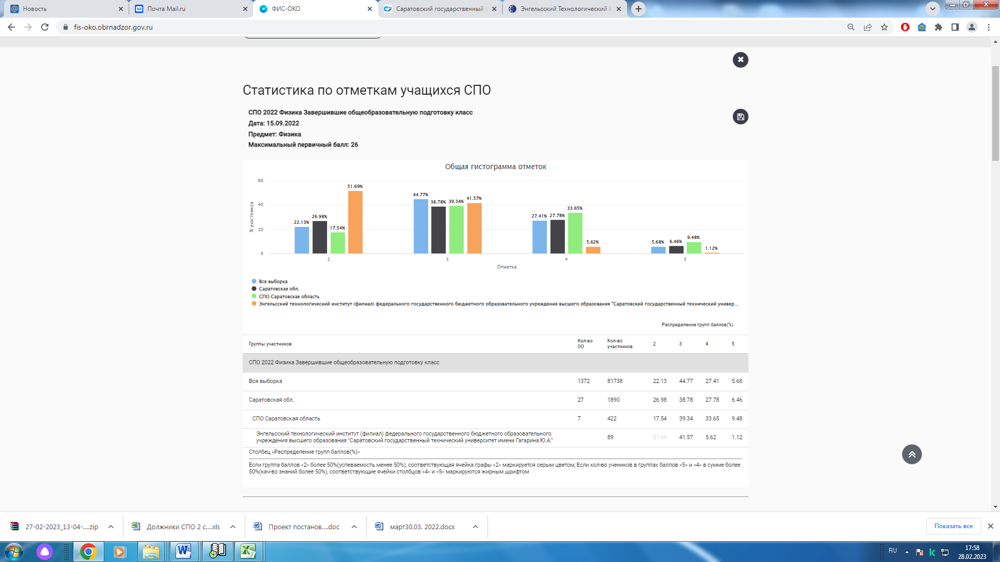 Новость
Почта Mail.ru
ФИС-ОКО
Саратовский государственный
Энгельсский Технологический
fis-oko.obrnadzor.gov.ru
Статистика по отметкам учащихся СПО
СПО 2022 Физика Завершившие общеобразовательную подготовку класс
Дата: 15.09.2022
Предмет: Физика
Максимальный первичный балл: 26
Общая гистограмма отметок
% участников
60
40
20
0
22.13% 26.98% 17.54% 51.69%
44.77% 38.78% 39.34% 41.57%
27.41% 27.78% 33.65% 5.62%
5.68% 6.46% 9.48% 1.12%
2 3 4 5
Отметка
Вся выборка
Саратовская обл.
СПО Саратовская область
Энгельсский технологический институт (филиал) федерального государственного бюджетного образовательного учреждения высшего образования "Саратовский государственный технический универ...
Распределение групп баллов(%)
Группы участников Кол-во ОО Кол-во участников 2 3 4 5
СПО 2022 Физика Завершившие общеобразовательную подготовку класс
Вся выборка 1372 81738 22.13 44.77 27.41 5.68
Саратовская обл. 27 1890 26.98 38.78 27.78 6.46
СПО Саратовская область 7 422 17.54 39.34 33.65 9.48
Энгельсский технологический институт (филиал) федерального государственного бюджетного образовательного
учреждения высшего образования "Саратовский государственный технический университет имени Гагарина Ю.А." 89 51.69 41.57 5.62 1.12
Столбец «Распределение групп баллов(%)»
Если группа баллов «2» более 50%(успеваемость менее 50%), соответствующая ячейка графы «2» маркируется серым цветом; Если кол-во учеников в группах баллов «5» и «4» в сумме более
50%(кач-во знаний более 50%), соответствующие ячейки столбцов «4» и «5» маркируются жирным шрифтом
27-02-2023_13-04-....zip
Должники СПО 2 с....xls
Проект постанов....doc
март30.03. 2022.docx
Показать все
RU
17:58
28.02.2023